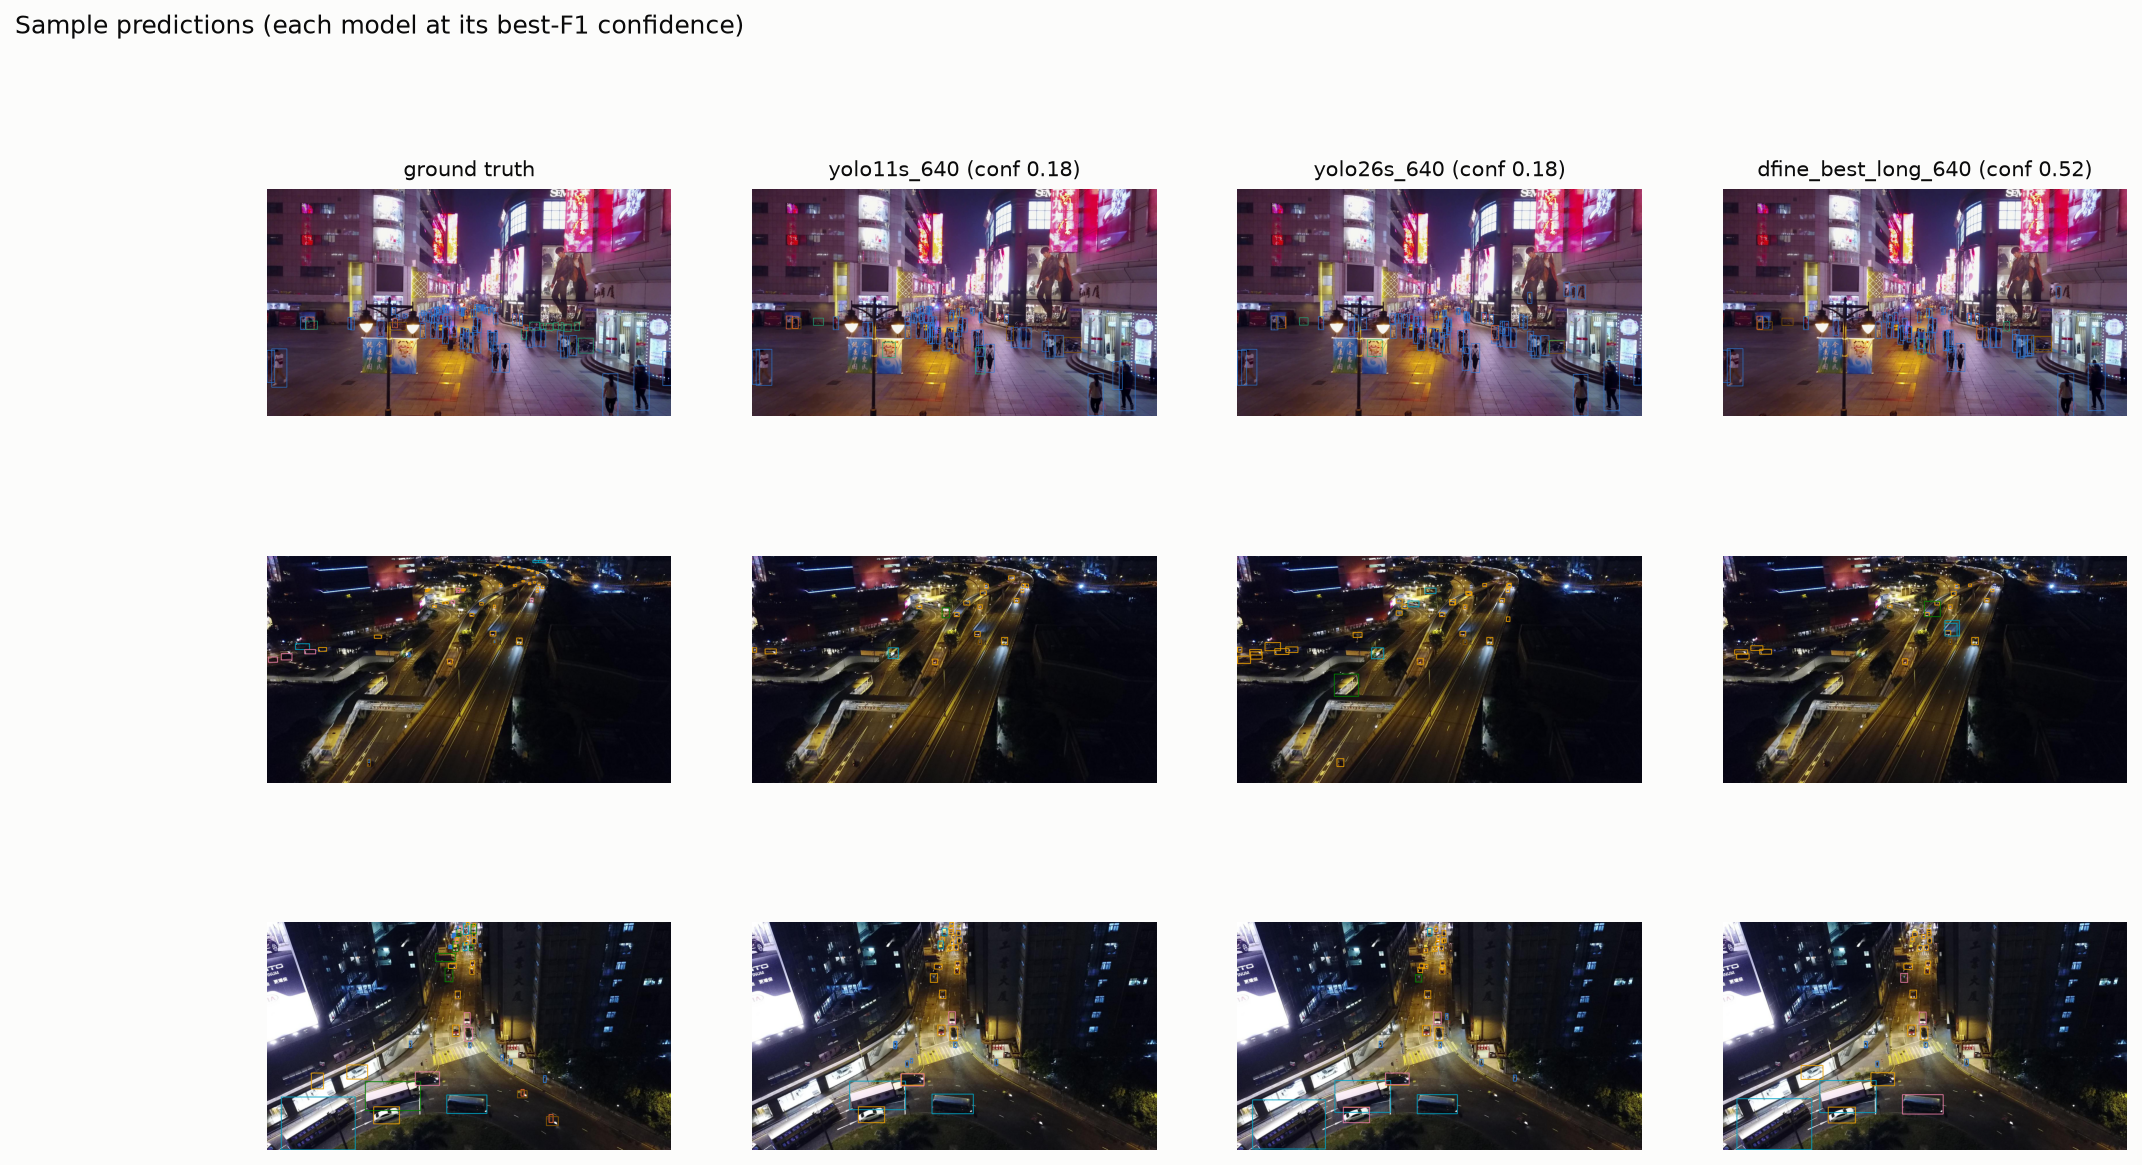 Sample predictions (each model at its best-F1 confidence)
ground truth
yolo11s_640 (conf 0.18)
yolo26s_640 (conf 0.18)
dfine_best_long_640 (conf 0.52)